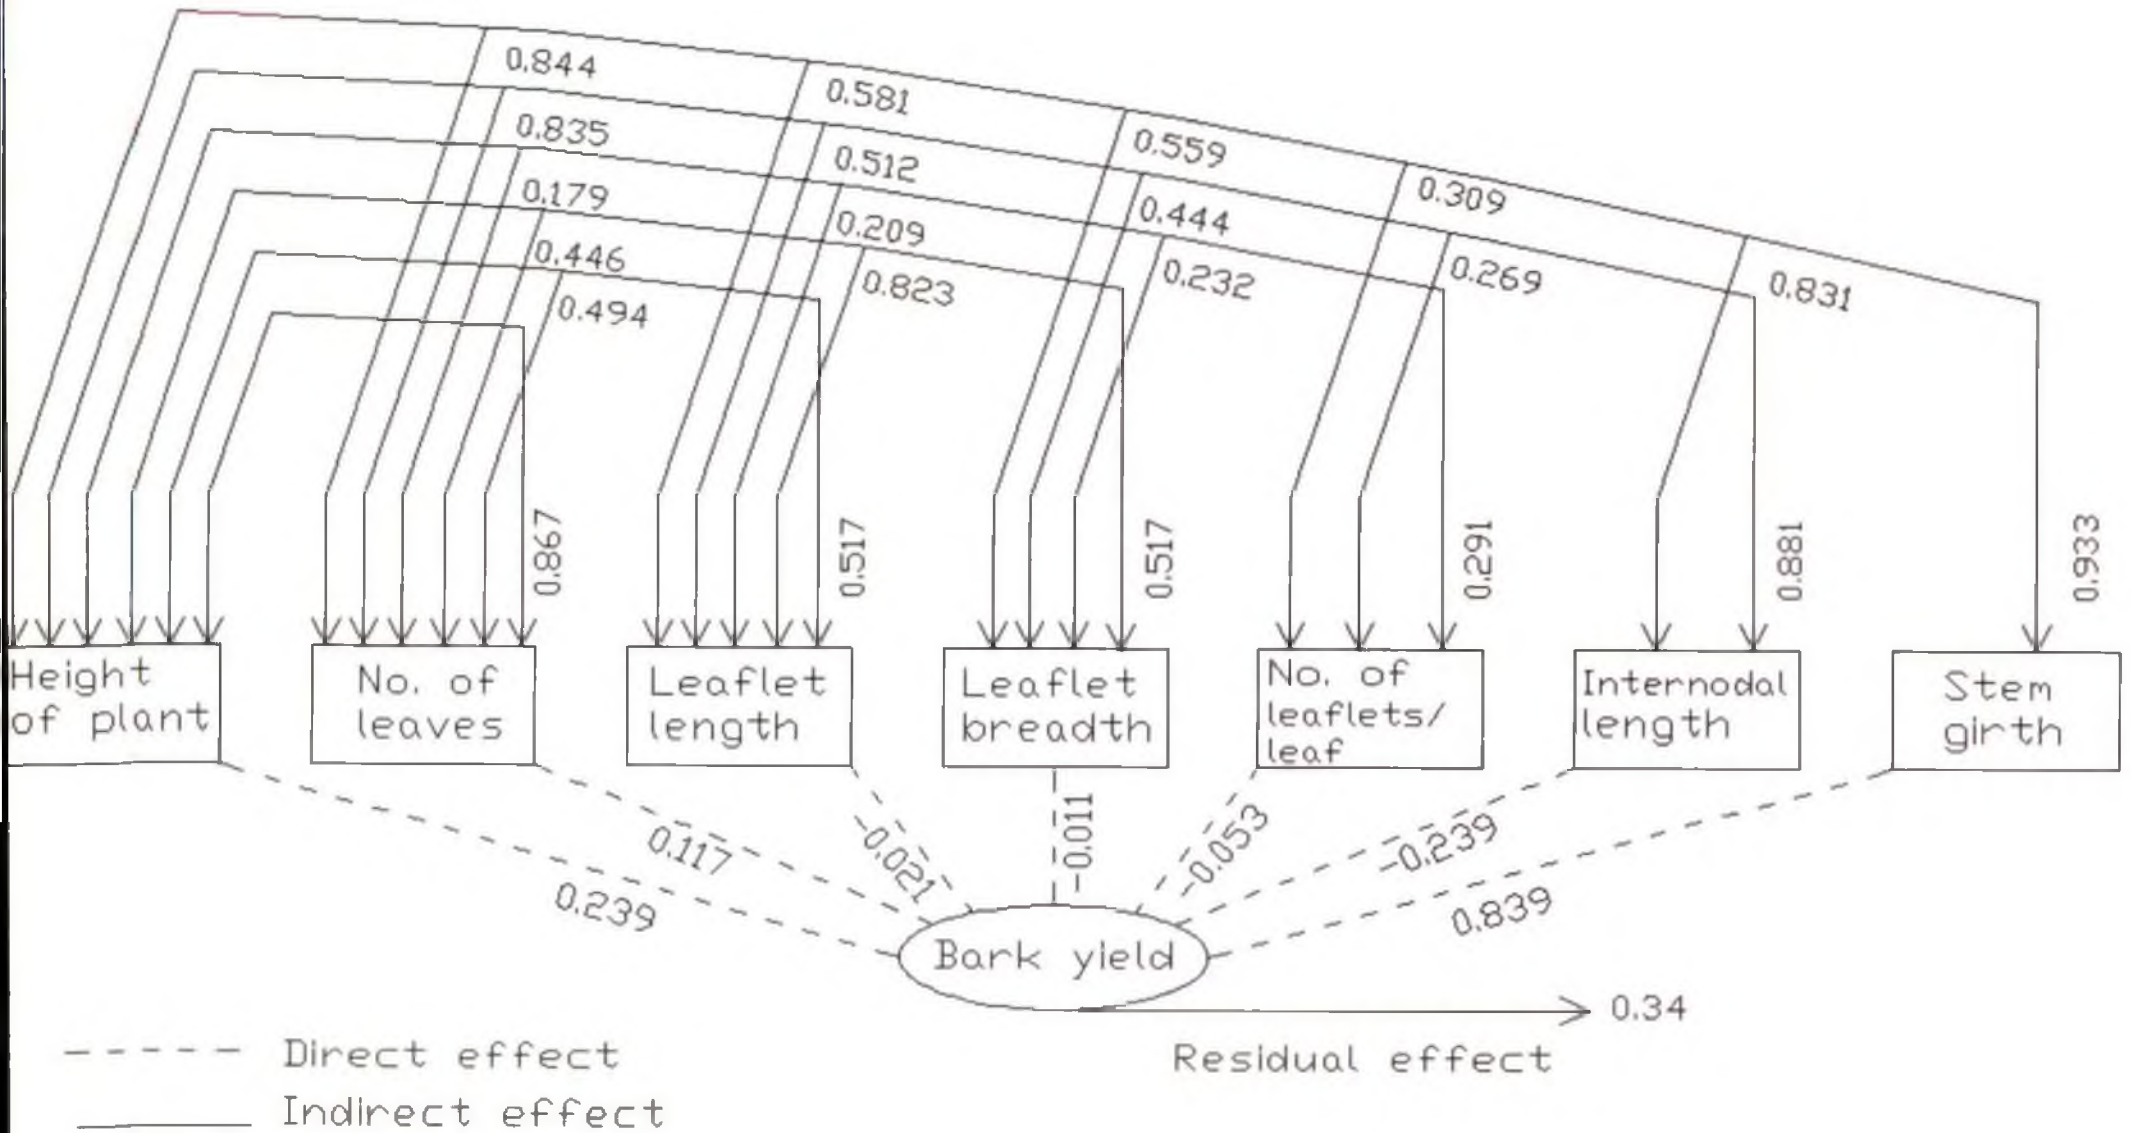 0.844
0.581
0.835
0.559
0.512
0.309
0.179
0.444
0.209
0.446
0.269
0.232
0.823
0.831
0.494
0.867
0.517
0.517
0.291
0.881
0.933
Height
of plant
No. of
leaves
Leaflet
length
Leaflet
breadth
No. of
leaflets/
leaf
Internodal
length
Stem
girth
0.117
-0.021
-0.011
-0.053
-0.239
0.239
0.839
Bark yield
0.34
Direct effect
Residual effect
Indirect effect